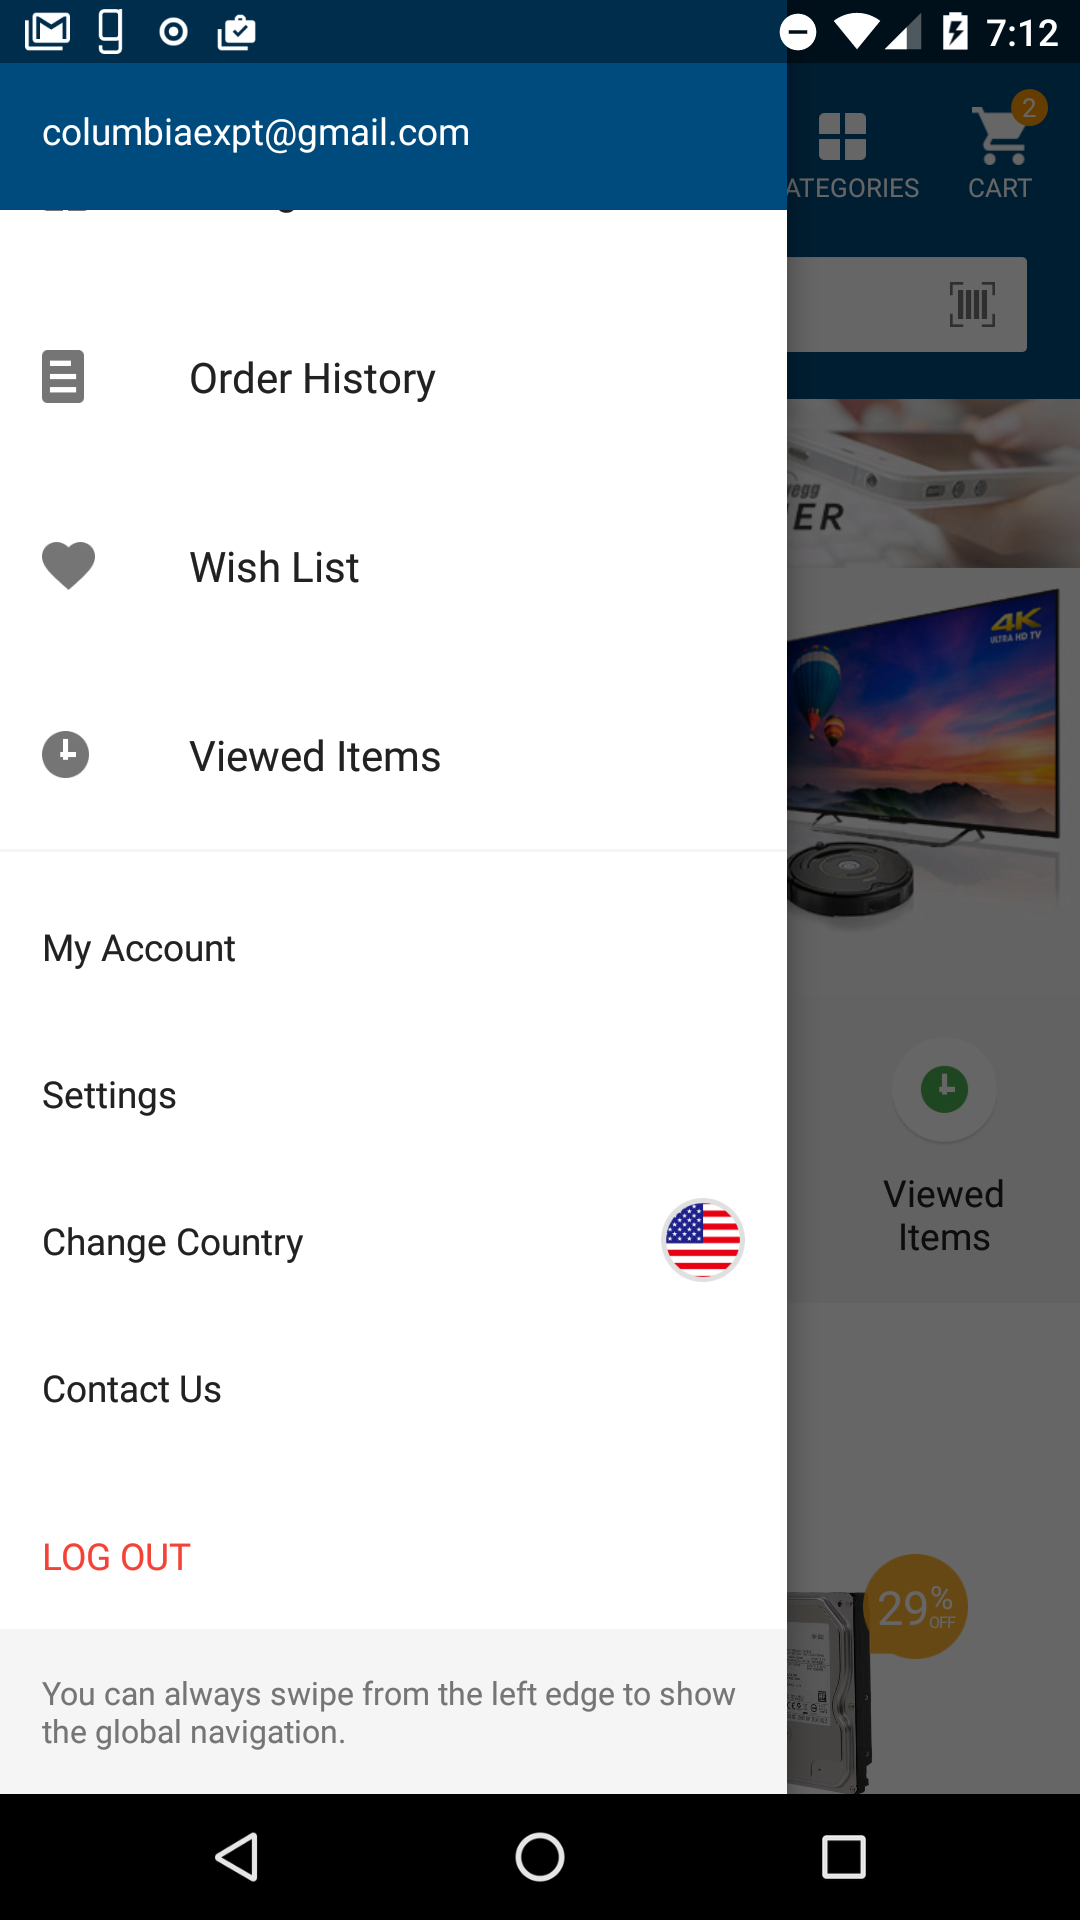 7:12
columbiaexpt@gmail.com
2
ATEGORIES
CART
Order History
Wish List
Viewed Items
My Account
Settings
Change Country
Contact Us
LOG OUT
You can always swipe from the left edge to show
the global navigation.
egg
ER
4K
ULTRA HD TV
Viewed
Items
29%
OFF